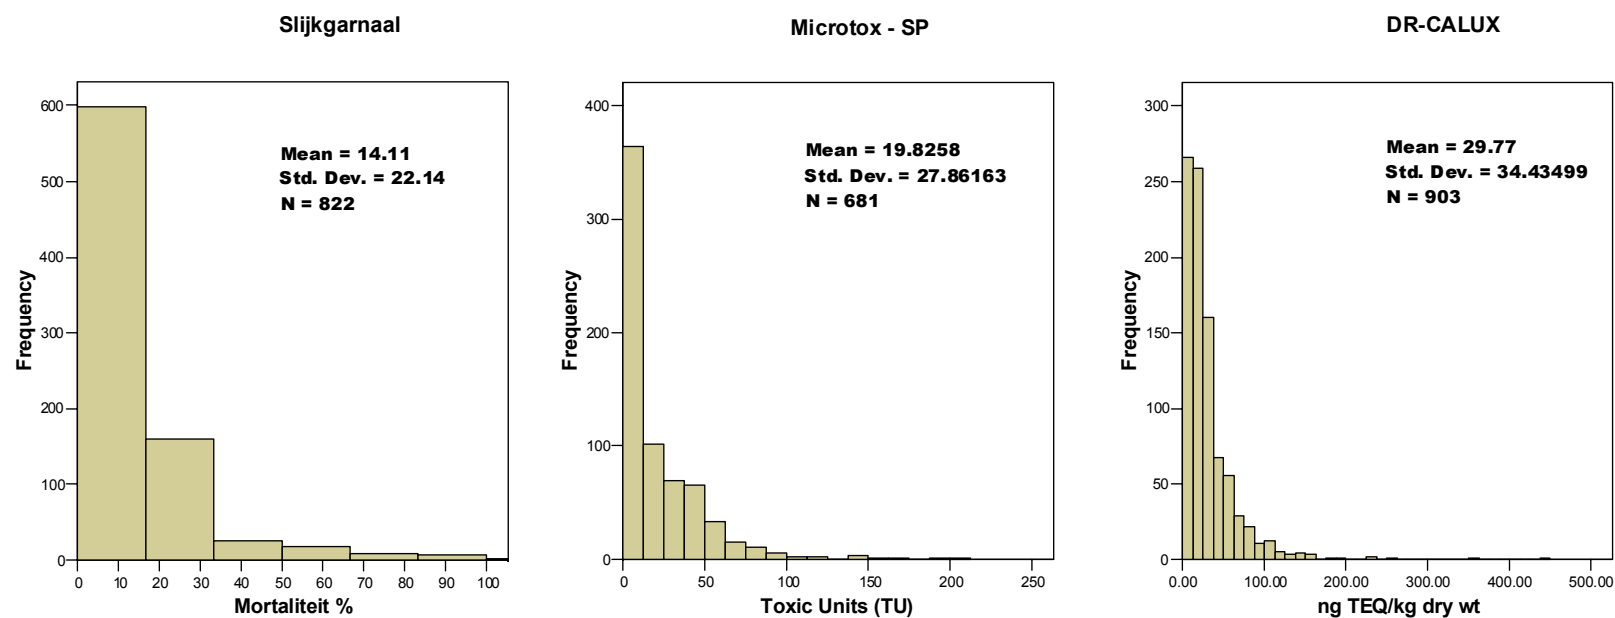 Slijkgarnaal
Mean = 14.11
Std. Dev. = 22.14
N = 822
Frequency
600
500
400
300
200
100
0
0 10 20 30 40 50 60 70 80 90 100
Mortaliteit %
Microtox - SP
Mean = 19.8258
Std. Dev. = 27.86163
N = 681
Frequency
400
300
200
100
0
0 50 100 150 200 250
Toxic Units (TU)
DR-CALUX
Mean = 29.77
Std. Dev. = 34.43499
N = 903
Frequency
300
250
200
150
100
50
0
0.00 100.00 200.00 300.00 400.00 500.00
ng TEQ/kg dry wt